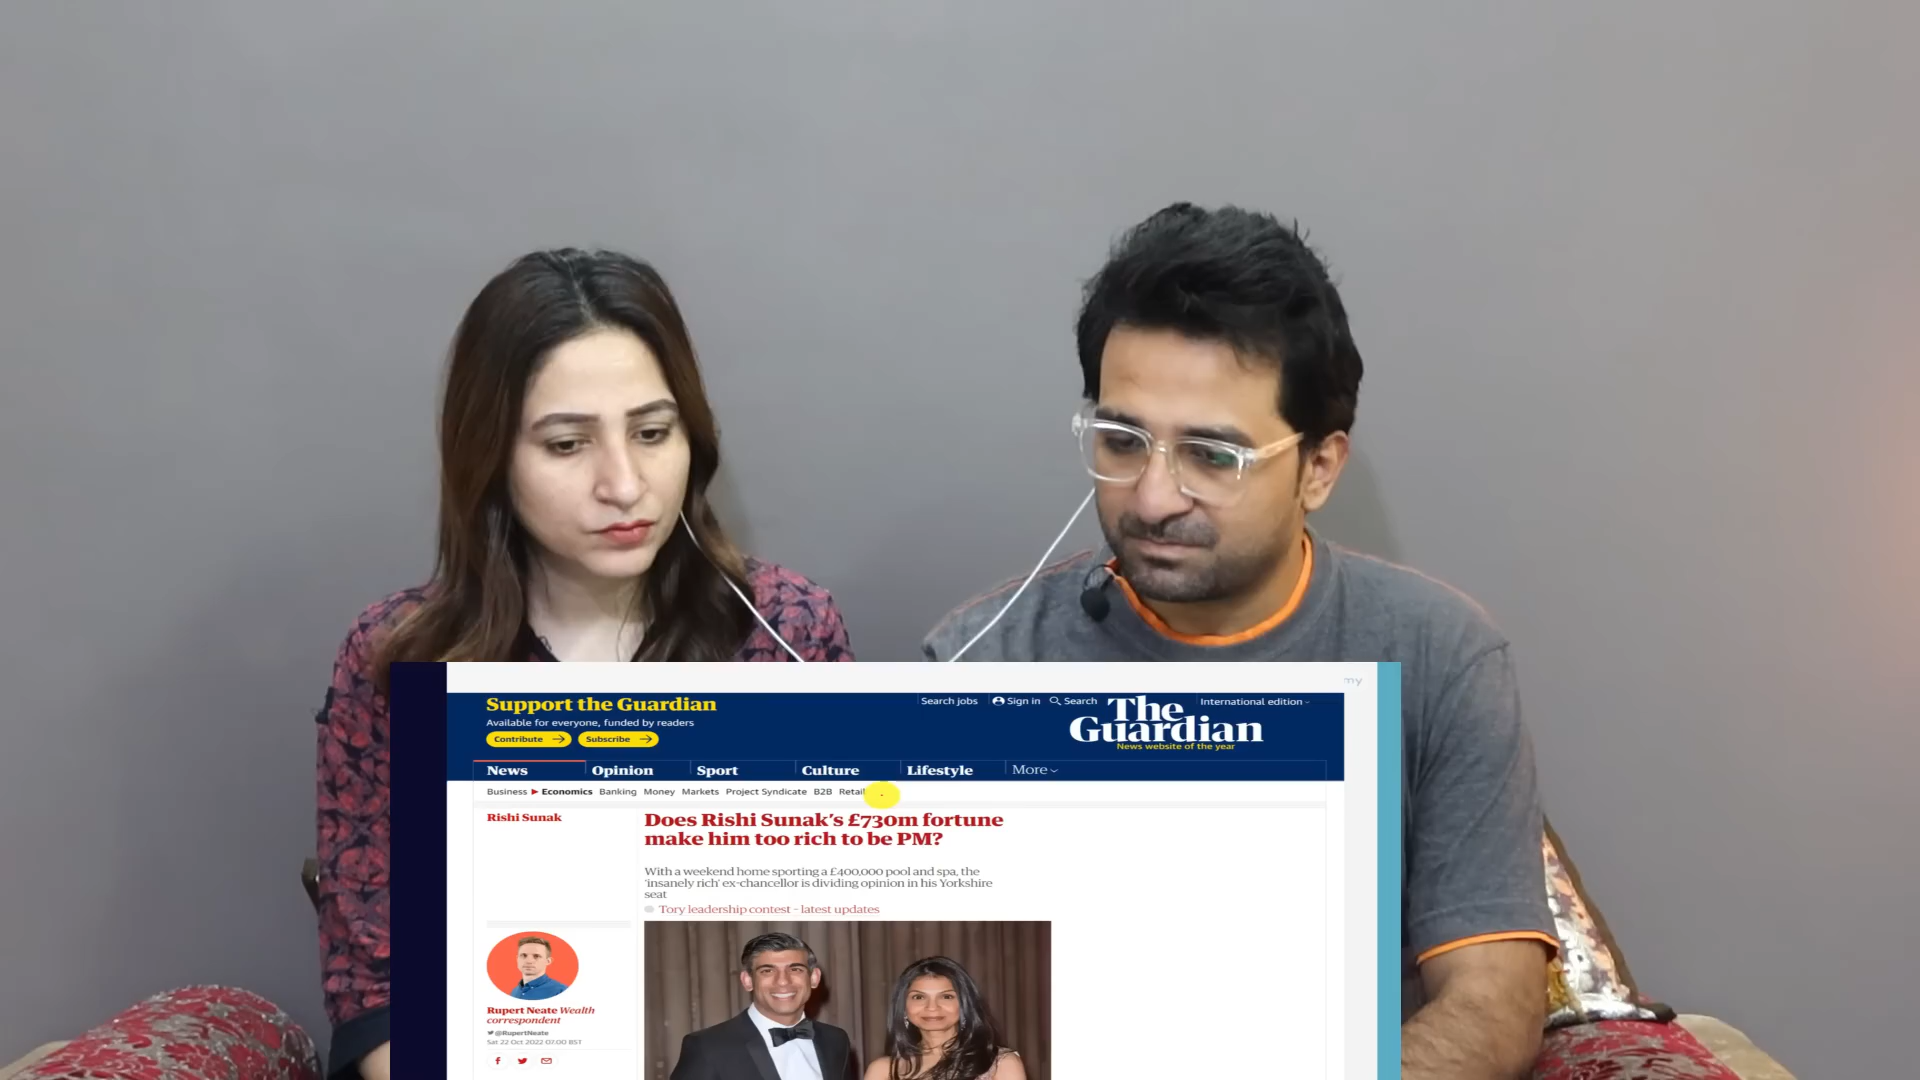 my
Support the Guardian
Available for everyone, funded by readers
Contribute
Subscribe
Search jobs
Sign in
Search
International edition
The Guardian
News website of the year
News Opinion Sport Culture Lifestyle More
Business Economics Banking Money Markets Project Syndicate B2B Retail
Rishi Sunak
Does Rishi Sunak's £730m fortune
make him too rich to be PM?
With a weekend home sporting a £400,000 pool and spa, the
'insanely rich' ex-chancellor is dividing opinion in his Yorkshire
seat
Tory leadership contest - latest updates
Rupert Neate Wealth
correspondent
@RupertNeate
Sat 22 Oct 2022 07.00 BST